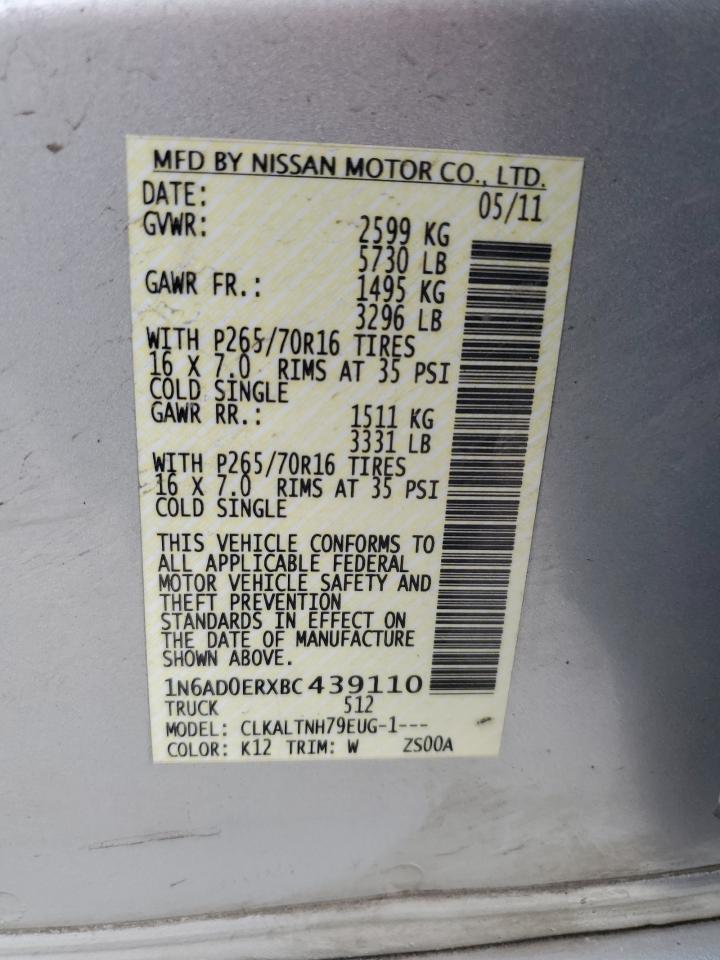 MFD BY NISSAN MOTOR CO., LTD.
DATE: 05/11
GVWR: 2599 KG
5730 LB
GAWR FR.: 1495 KG
3296 LB
WITH P265/70R16 TIRES
16 X 7.0 RIMS AT 35 PSI
COLD SINGLE
GAWR RR.: 1511 KG
3331 LB
WITH P265/70R16 TIRES
16 X 7.0 RIMS AT 35 PSI
COLD SINGLE
THIS VEHICLE CONFORMS TO
ALL APPLICABLE FEDERAL
MOTOR VEHICLE SAFETY AND
THEFT PREVENTION
STANDARDS IN EFFECT ON
THE DATE OF MANUFACTURE
SHOWN ABOVE.
1N6AD0ERXBC439110
TRUCK 512
MODEL: CLKALTNH79EUG-1---
COLOR: K12 TRIM: W ZS00A